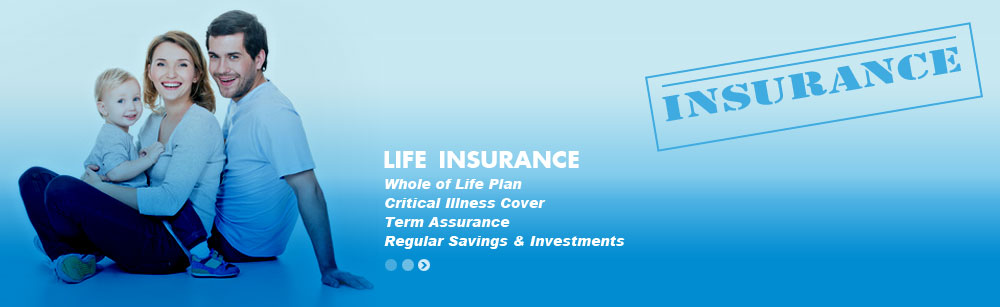 INSURANCE
LIFE INSURANCE
Whole of Life Plan
Critical Illness Cover
Term Assurance
Regular Savings & Investments